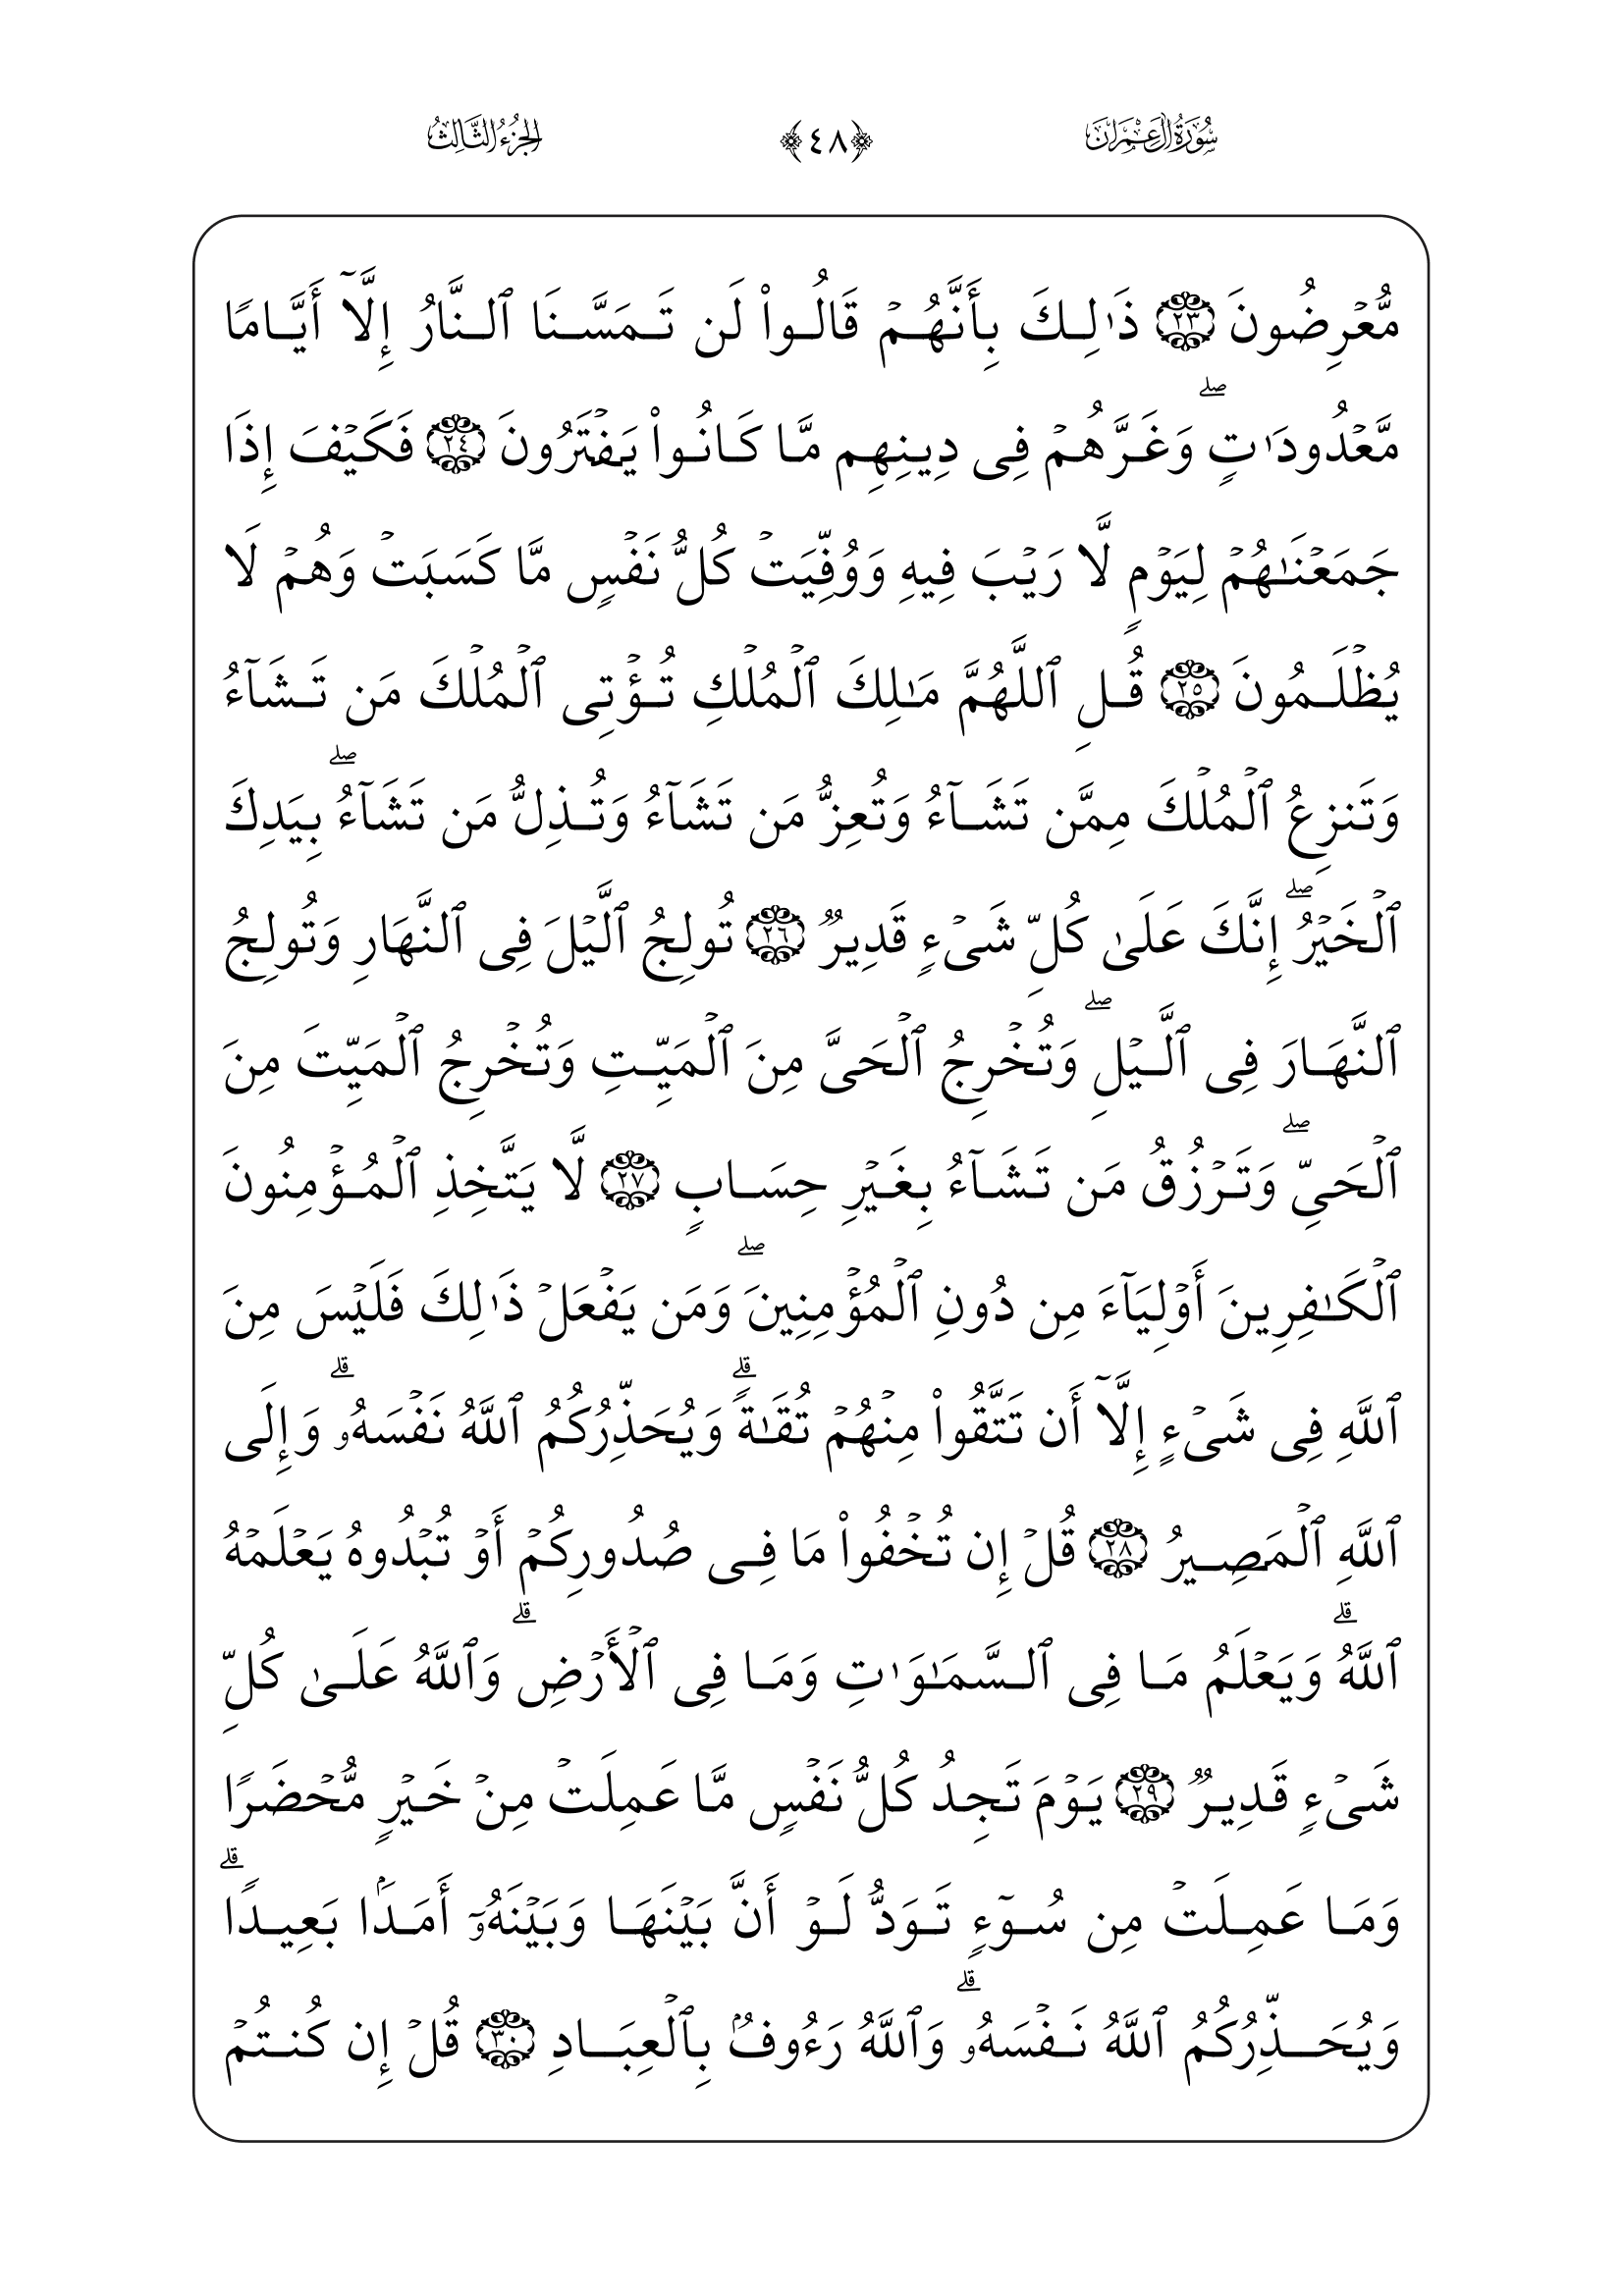 سُورَةُ آلِ عِمْرَانَ
﴿٤٨﴾
الجُزْءُ الثَّالِثُ
مُّعۡرِضُونَ ٢٣ ذَٰلِكَ بِأَنَّهُمۡ قَالُواْ لَن تَمَسَّنَا ٱلنَّارُ إِلَّآ أَيَّامٗا
مَّعۡدُودَٰتٖۖ وَغَرَّهُمۡ فِي دِينِهِم مَّا كَانُواْ يَفۡتَرُونَ ٢٤ فَكَيۡفَ إِذَا
جَمَعۡنَٰهُمۡ لِيَوۡمٖ لَّا رَيۡبَ فِيهِ وَوُفِّيَتۡ كُلُّ نَفۡسٖ مَّا كَسَبَتۡ وَهُمۡ لَا
يُظۡلَمُونَ ٢٥ قُلِ ٱللَّهُمَّ مَٰلِكَ ٱلۡمُلۡكِ تُؤۡتِي ٱلۡمُلۡكَ مَن تَشَآءُ
وَتَنزِعُ ٱلۡمُلۡكَ مِمَّن تَشَآءُ وَتُعِزُّ مَن تَشَآءُ وَتُذِلُّ مَن تَشَآءُۖ بِيَدِكَ
ٱلۡخَيۡرُۖ إِنَّكَ عَلَىٰ كُلِّ شَيۡءٖ قَدِيرٞ ٢٦ تُولِجُ ٱلَّيۡلَ فِي ٱلنَّهَارِ وَتُولِجُ
ٱلنَّهَارَ فِي ٱلَّيۡلِۖ وَتُخۡرِجُ ٱلۡحَيَّ مِنَ ٱلۡمَيِّتِ وَتُخۡرِجُ ٱلۡمَيِّتَ مِنَ
ٱلۡحَيِّۖ وَتَرۡزُقُ مَن تَشَآءُ بِغَيۡرِ حِسَابٖ ٢٧ لَّا يَتَّخِذِ ٱلۡمُؤۡمِنُونَ
ٱلۡكَٰفِرِينَ أَوۡلِيَآءَ مِن دُونِ ٱلۡمُؤۡمِنِينَۖ وَمَن يَفۡعَلۡ ذَٰلِكَ فَلَيۡسَ مِنَ
ٱللَّهِ فِي شَيۡءٍ إِلَّآ أَن تَتَّقُواْ مِنۡهُمۡ تُقَىٰةٗۗ وَيُحَذِّرُكُمُ ٱللَّهُ نَفۡسَهُۥۗ وَإِلَى
ٱللَّهِ ٱلۡمَصِيرُ ٢٨ قُلۡ إِن تُخۡفُواْ مَا فِي صُدُورِكُمۡ أَوۡ تُبۡدُوهُ يَعۡلَمۡهُ
ٱللَّهُۗ وَيَعۡلَمُ مَا فِي ٱلسَّمَٰوَٰتِ وَمَا فِي ٱلۡأَرۡضِۗ وَٱللَّهُ عَلَىٰ كُلِّ
شَيۡءٖ قَدِيرٞ ٢٩ يَوۡمَ تَجِدُ كُلُّ نَفۡسٖ مَّا عَمِلَتۡ مِنۡ خَيۡرٖ مُّحۡضَرٗا
وَمَا عَمِلَتۡ مِن سُوٓءٖ تَوَدُّ لَوۡ أَنَّ بَيۡنَهَا وَبَيۡنَهُۥٓ أَمَدَۢا بَعِيدٗاۗ
وَيُحَذِّرُكُمُ ٱللَّهُ نَفۡسَهُۥۗ وَٱللَّهُ رَءُوفُۢ بِٱلۡعِبَادِ ٣٠ قُلۡ إِن كُنتُمۡ